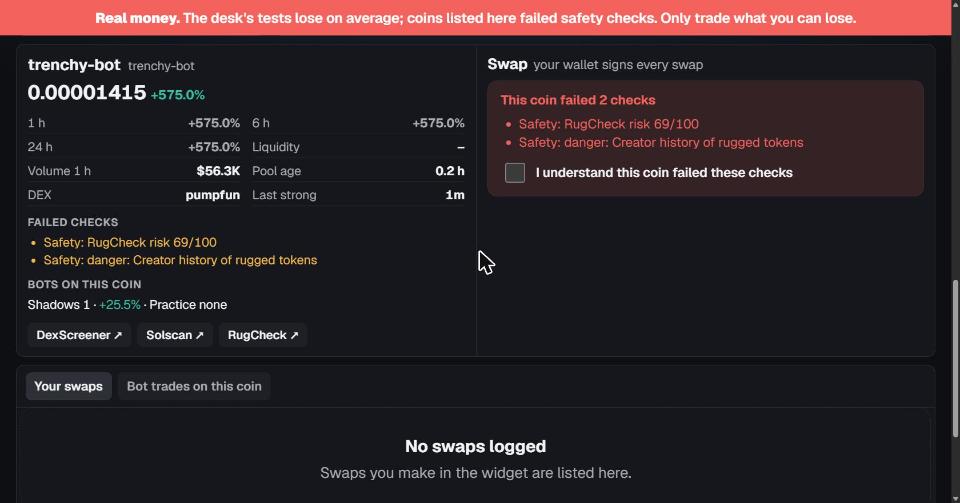 Real money. The desk's tests lose on average; coins listed here failed safety checks. Only trade what you can lose.
trenchy-bot trenchy-bot
0.00001415 +575.0%
1 h +575.0% 6 h +575.0%
24 h +575.0% Liquidity –
Volume 1 h $56.3K Pool age 0.2 h
DEX pumpfun Last strong 1m
FAILED CHECKS
• Safety: RugCheck risk 69/100
• Safety: danger: Creator history of rugged tokens
BOTS ON THIS COIN
Shadows 1 · +25.5% · Practice none
DexScreener ↗ Solscan ↗ RugCheck ↗
Swap your wallet signs every swap
This coin failed 2 checks
• Safety: RugCheck risk 69/100
• Safety: danger: Creator history of rugged tokens
I understand this coin failed these checks
Your swaps Bot trades on this coin
No swaps logged
Swaps you make in the widget are listed here.